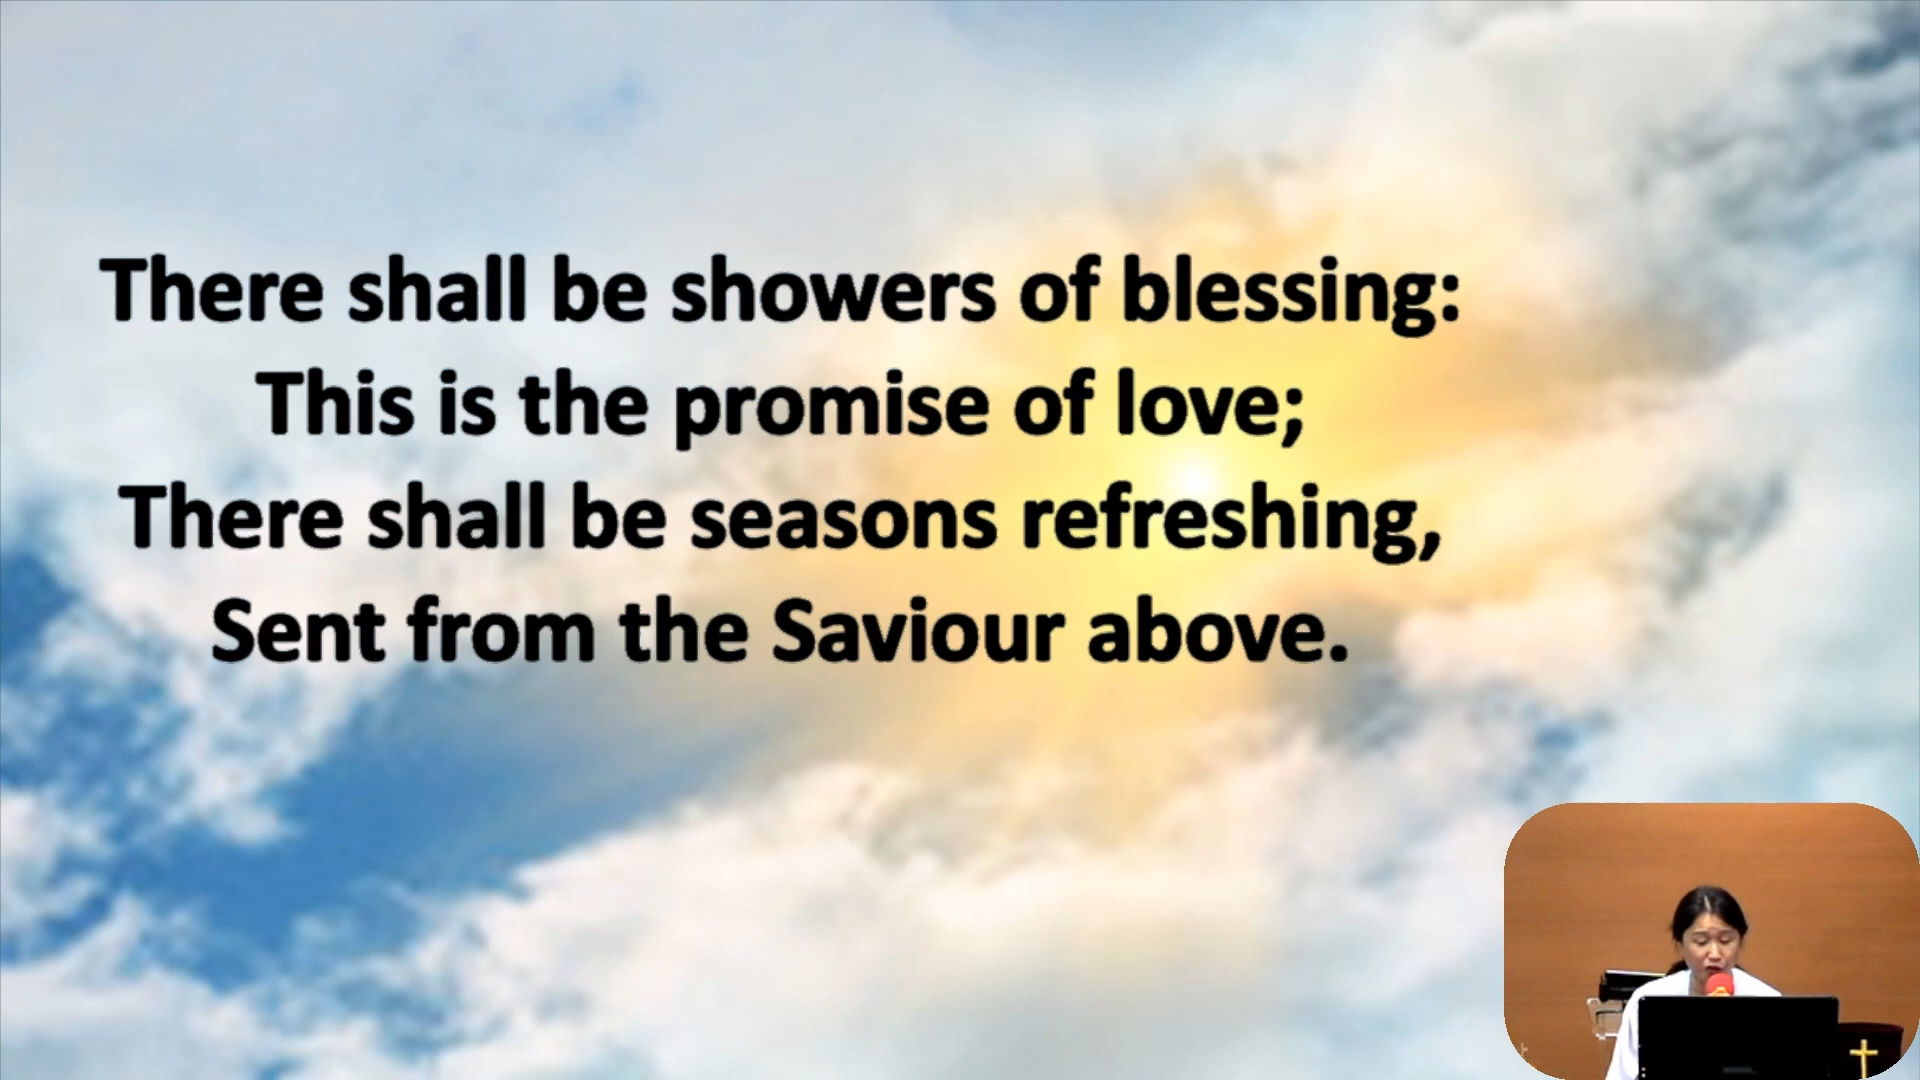 There shall be showers of blessing:
This is the promise of love;
There shall be seasons refreshing,
Sent from the Saviour above.